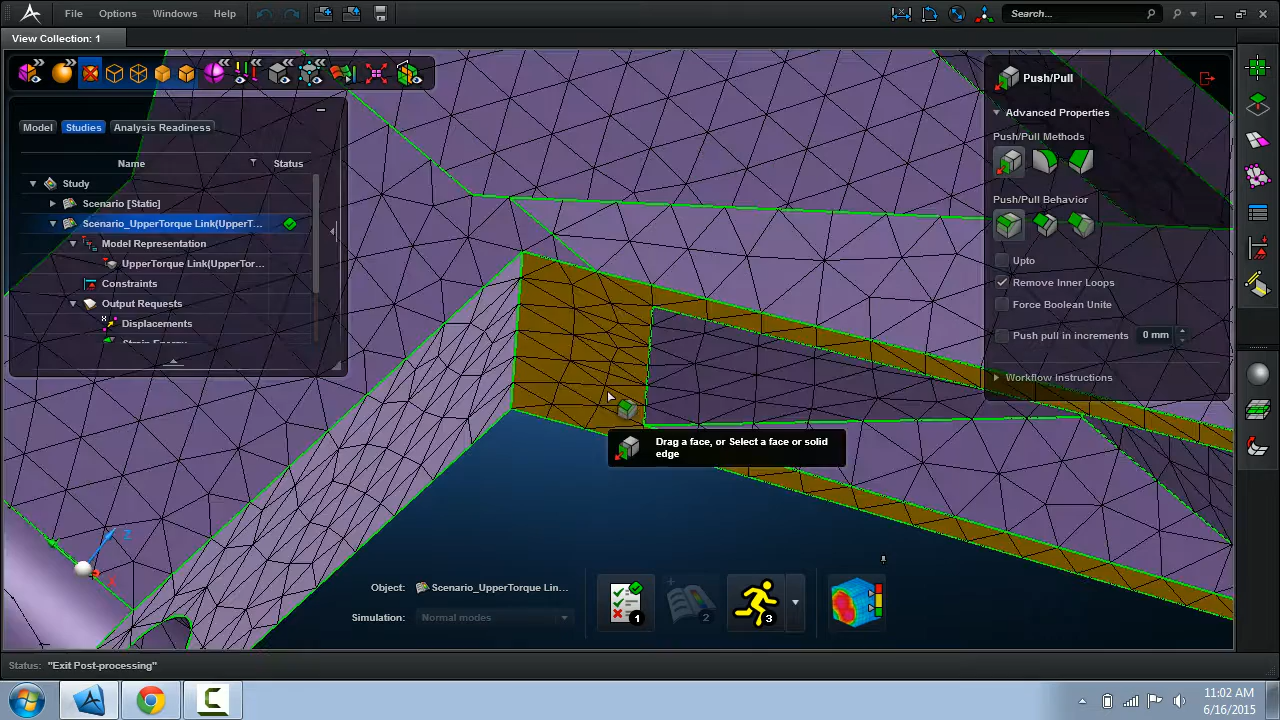 File
Options
Windows
Help
Search...
View Collection: 1
Model
Studies
Analysis Readiness
Name
Status
Study
Scenario [Static]
Scenario_UpperTorque Link(UpperT...
Model Representation
UpperTorque Link(UpperTor...
Constraints
Output Requests
Displacements
Strain Energy
Push/Pull
Advanced Properties
Push/Pull Methods
Push/Pull Behavior
Upto
Remove Inner Loops
Force Boolean Unite
Push pull in increments
0 mm
Workflow Instructions
Drag a face, or Select a face or solid
edge
Z
X
Object:
Scenario_UpperTorque Lin...
Simulation:
Normal modes
1
2
3
Status:
"Exit Post-processing"
11:02 AM
6/16/2015